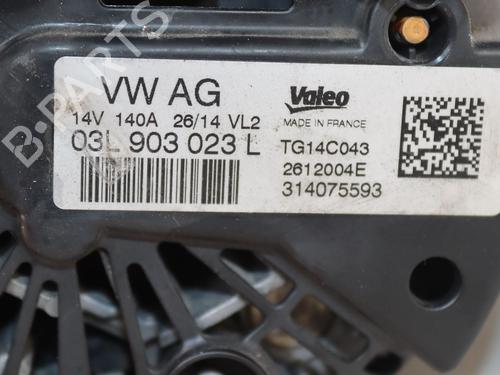 B-PARTS
VW AG
14V 140A 26/14 VL2
03L 903 023 L
Valeo
MADE IN FRANCE
TG14C043
2612004E
314075593